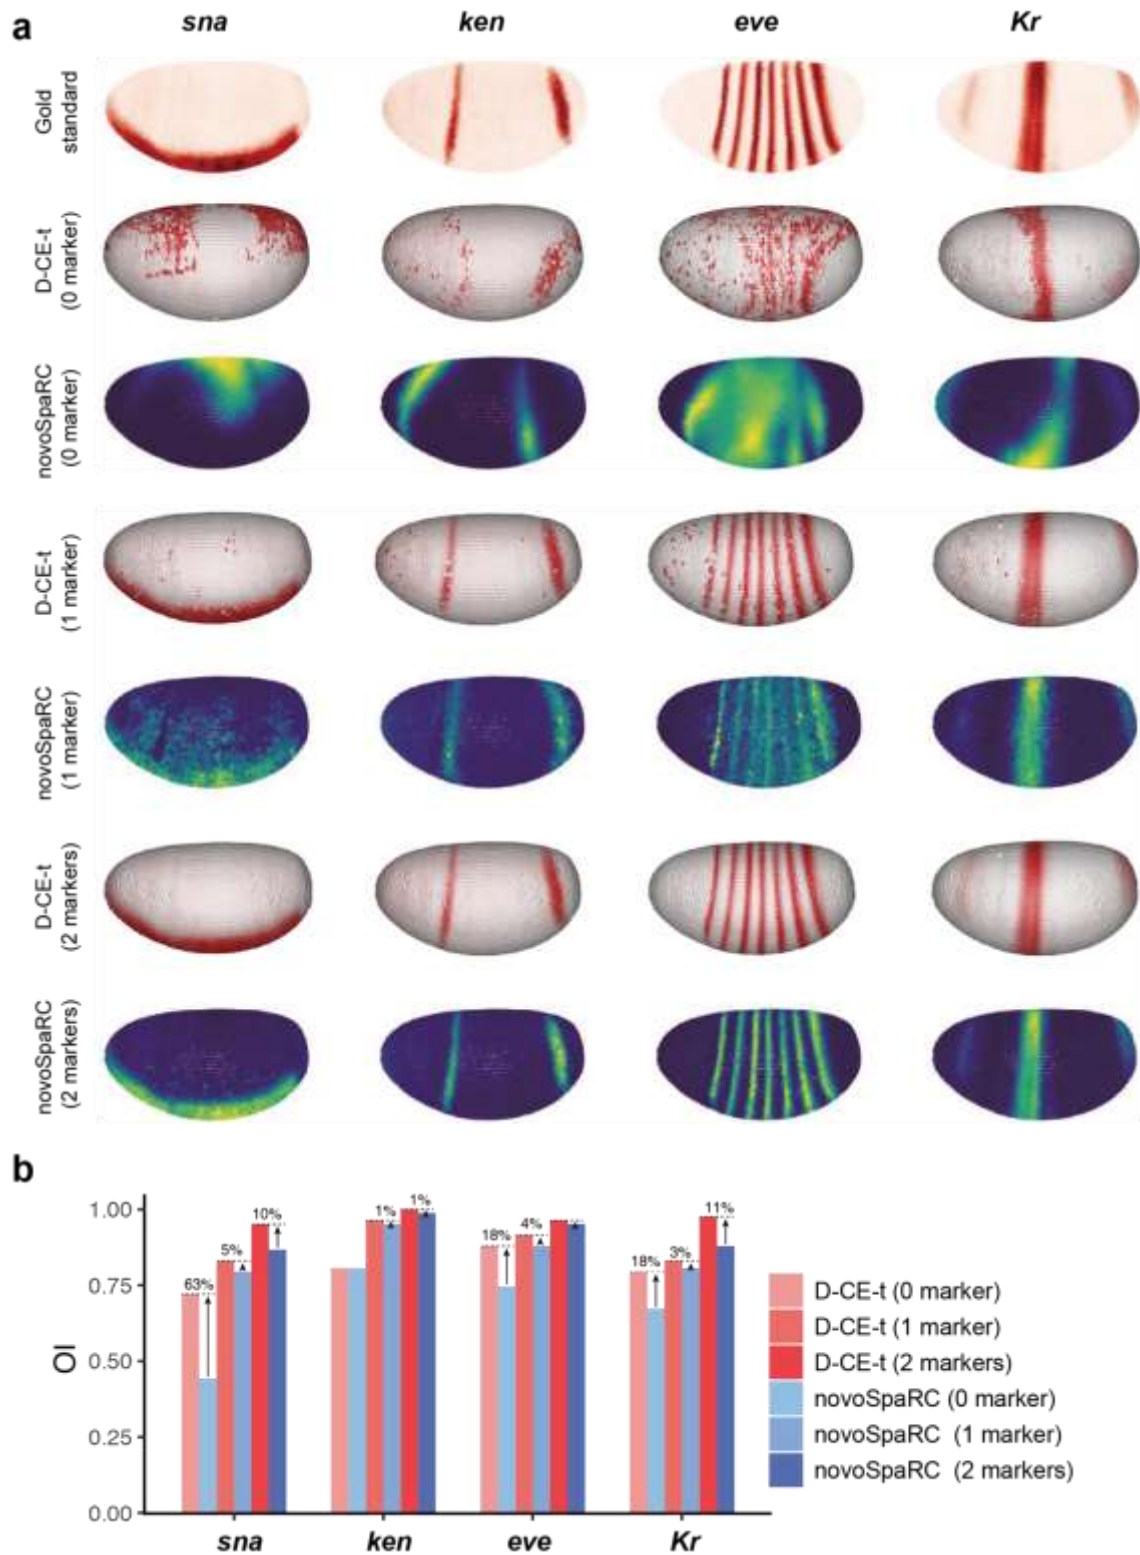 a
sna ken eve Kr
Gold
standard
D-CE-t
(0 marker)
novoSpaRC
(0 marker)
D-CE-t
(1 marker)
novoSpaRC
(1 marker)
D-CE-t
(2 markers)
novoSpaRC
(2 markers)
b
OI
1.00
0.75
0.50
0.25
0.00
63% 5% 10% 1% 1% 18% 4% 18% 3% 11%
sna ken eve Kr
D-CE-t (0 marker)
D-CE-t (1 marker)
D-CE-t (2 markers)
novoSpaRC (0 marker)
novoSpaRC (1 marker)
novoSpaRC (2 markers)